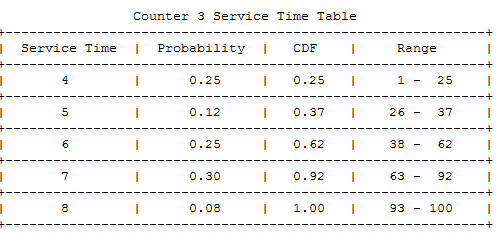 Counter 3 Service Time Table
Service Time | Probability | CDF | Range |
| 4 | 0.25 | 0.25 | 1 - 25 |
| 5 | 0.12 | 0.37 | 26 - 37 |
| 6 | 0.25 | 0.62 | 38 - 62 |
| 7 | 0.30 | 0.92 | 63 - 92 |
| 8 | 0.08 | 1.00 | 93 - 100 |